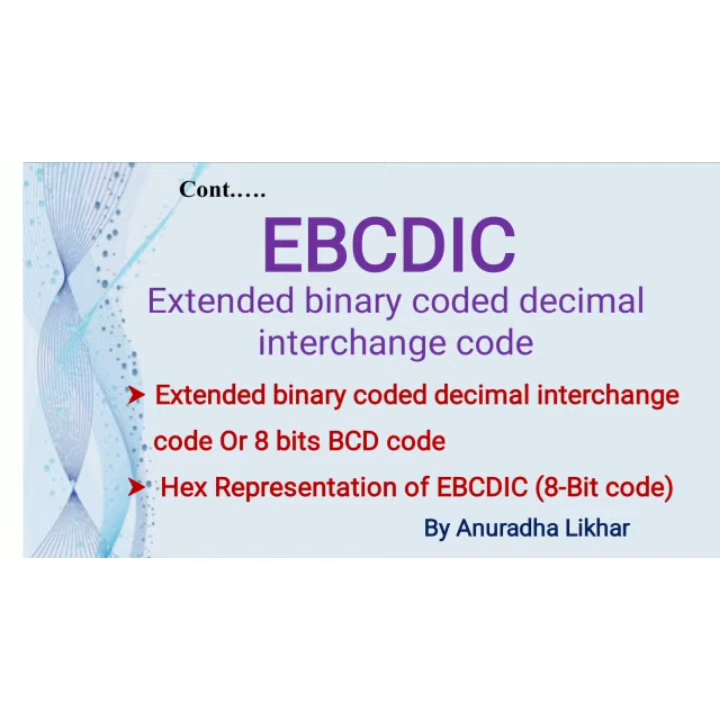 Cont.....
EBCDIC
Extended binary coded decimal
interchange code
➤ Extended binary coded decimal interchange
code Or 8 bits BCD code
➤ Hex Representation of EBCDIC (8-Bit code)
By Anuradha Likhar